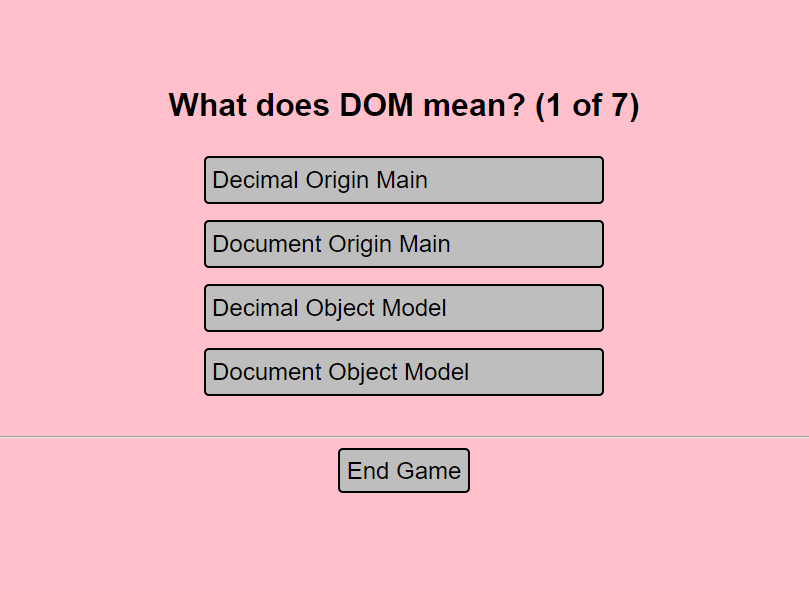 What does DOM mean? (1 of 7)
Decimal Origin Main
Document Origin Main
Decimal Object Model
Document Object Model
End Game